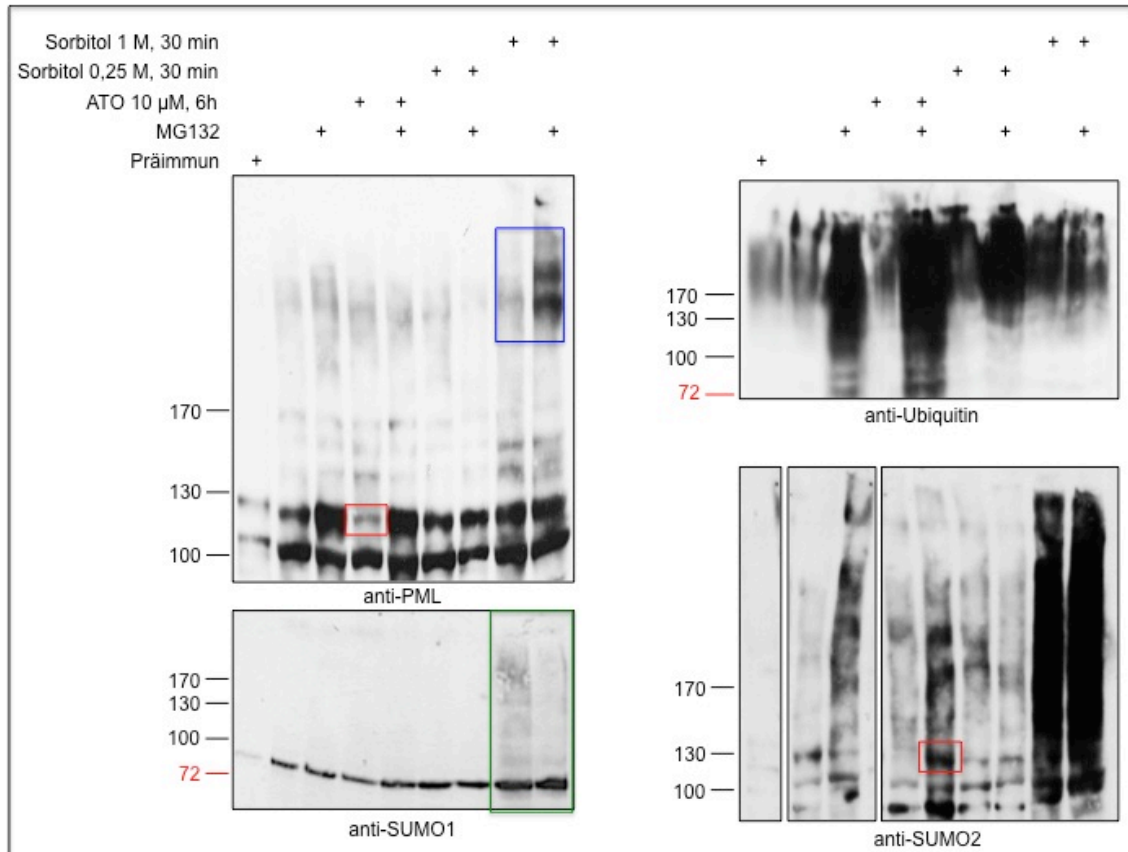 Sorbitol 1 M, 30 min + +
Sorbitol 0,25 M, 30 min + +
ATO 10 µM, 6h + +
MG132 + + + +
Präimmun +
170
130
100
anti-PML
170
130
100
72
anti-SUMO1
+ +
+ +
+ +
+ + + +
+
170
130
100
72
anti-Ubiquitin
170
130
100
anti-SUMO2